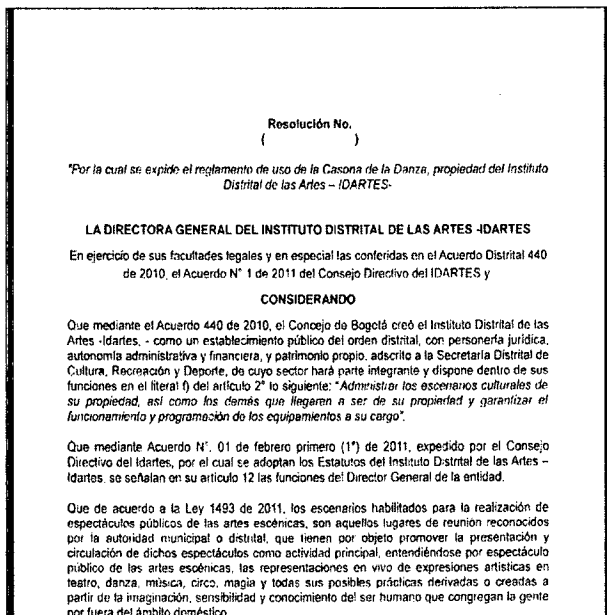 Resolución No.
(                    )
"Por la cual se expide el reglamento de uso de la Casona de la Danza, propiedad del Instituto
Distrital de las Artes – IDARTES-
LA DIRECTORA GENERAL DEL INSTITUTO DISTRITAL DE LAS ARTES -IDARTES
En ejercicio de sus facultades legales y en especial las conferidas en el Acuerdo Distrital 440
de 2010, el Acuerdo N° 1 de 2011 del Consejo Directivo del IDARTES y
CONSIDERANDO
Que mediante el Acuerdo 440 de 2010, el Concejo de Bogotá creó el Instituto Distrital de las
Artes -Idartes, - como un establecimiento público del orden distrital, con personería jurídica,
autonomía administrativa y financiera, y patrimonio propio, adscrito a la Secretaría Distrital de
Cultura, Recreación y Deporte, de cuyo sector hará parte integrante y dispone dentro de sus
funciones en el literal f) del artículo 2° lo siguiente: "Administrar los escenarios culturales de
su propiedad, así como los demás que llegaren a ser de su propiedad y garantizar el
funcionamiento y programación de los equipamientos a su cargo".
Que mediante Acuerdo N°. 01 de febrero primero (1°) de 2011, expedido por el Consejo
Directivo del Idartes, por el cual se adoptan los Estatutos del Instituto Distrital de las Artes –
Idartes, se señalan en su artículo 12 las funciones del Director General de la entidad.
Que de acuerdo a la Ley 1493 de 2011, los escenarios habilitados para la realización de
espectáculos públicos de las artes escénicas, son aquellos lugares de reunión reconocidos
por la autoridad municipal o distrital, que tienen por objeto promover la presentación y
circulación de dichos espectáculos como actividad principal, entendiéndose por espectáculo
público de las artes escénicas, las representaciones en vivo de expresiones artísticas en
teatro, danza, música, circo, magia y todas sus posibles prácticas derivadas o creadas a
partir de la imaginación, sensibilidad y conocimiento del ser humano que congregan la gente
por fuera del ámbito doméstico